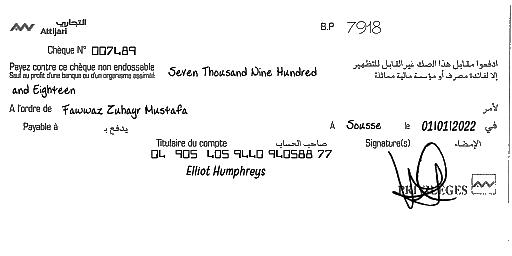 التجاري
Attijari
B.P 7918
Chèque N° 007489
Payez contre ce chèque non endossable
Sauf au profit d'une banque ou d'un organisme assimilé
Seven Thousand Nine Hundred
ادفعوا مقابل هذا الصك غير القابل للتظهير
إلا لفائدة مصرف أو مؤسسة مالية مماثلة
and Eighteen
A l'ordre de Fawwaz Zuhayr Mustafa لأمر
Payable à يدفع بـ A Sousse le 01/01/2022 في
Titulaire du compte صاحب الحساب Signature(s) الإمضاء
04 905 405 9440 940588 77
Elliot Humphreys
PRIVILEGES